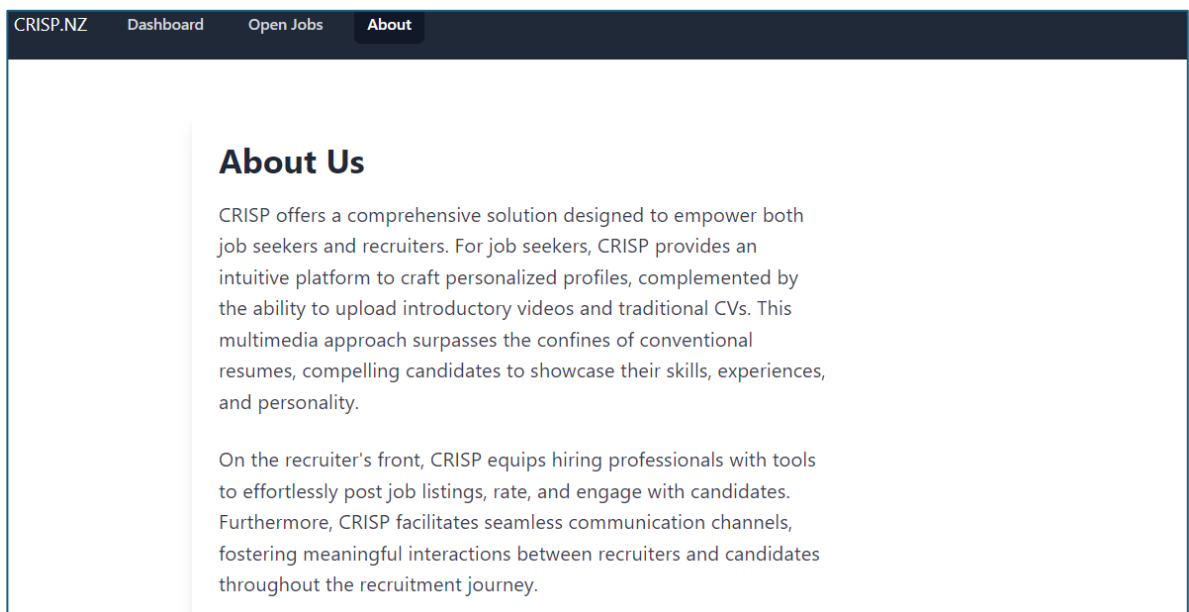 CRISP.NZ Dashboard Open Jobs About
About Us
CRISP offers a comprehensive solution designed to empower both
job seekers and recruiters. For job seekers, CRISP provides an
intuitive platform to craft personalized profiles, complemented by
the ability to upload introductory videos and traditional CVs. This
multimedia approach surpasses the confines of conventional
resumes, compelling candidates to showcase their skills, experiences,
and personality.
On the recruiter's front, CRISP equips hiring professionals with tools
to effortlessly post job listings, rate, and engage with candidates.
Furthermore, CRISP facilitates seamless communication channels,
fostering meaningful interactions between recruiters and candidates
throughout the recruitment journey.